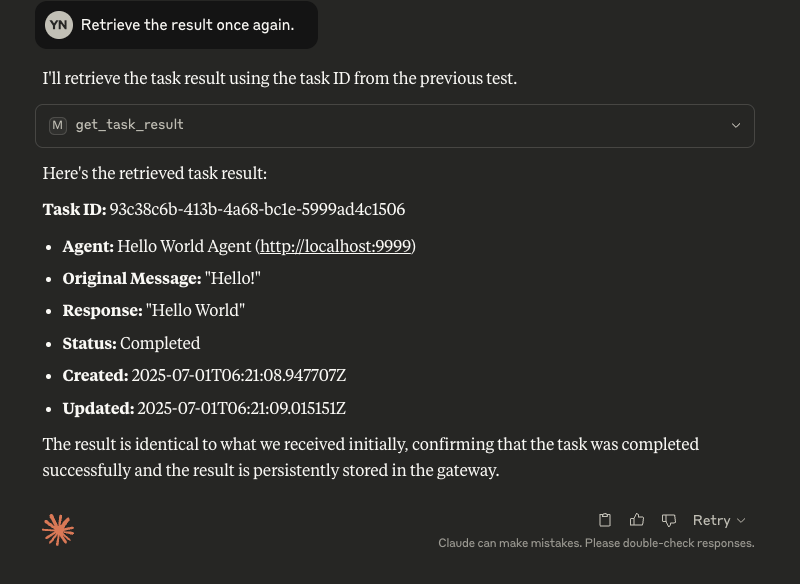 YN Retrieve the result once again.
I'll retrieve the task result using the task ID from the previous test.
M get_task_result
Here's the retrieved task result:
Task ID: 93c38c6b-413b-4a68-bc1e-5999ad4c1506
• Agent: Hello World Agent (http://localhost:9999)
• Original Message: "Hello!"
• Response: "Hello World"
• Status: Completed
• Created: 2025-07-01T06:21:08.947707Z
• Updated: 2025-07-01T06:21:09.015151Z
The result is identical to what we received initially, confirming that the task was completed
successfully and the result is persistently stored in the gateway.
Retry
Claude can make mistakes. Please double-check responses.